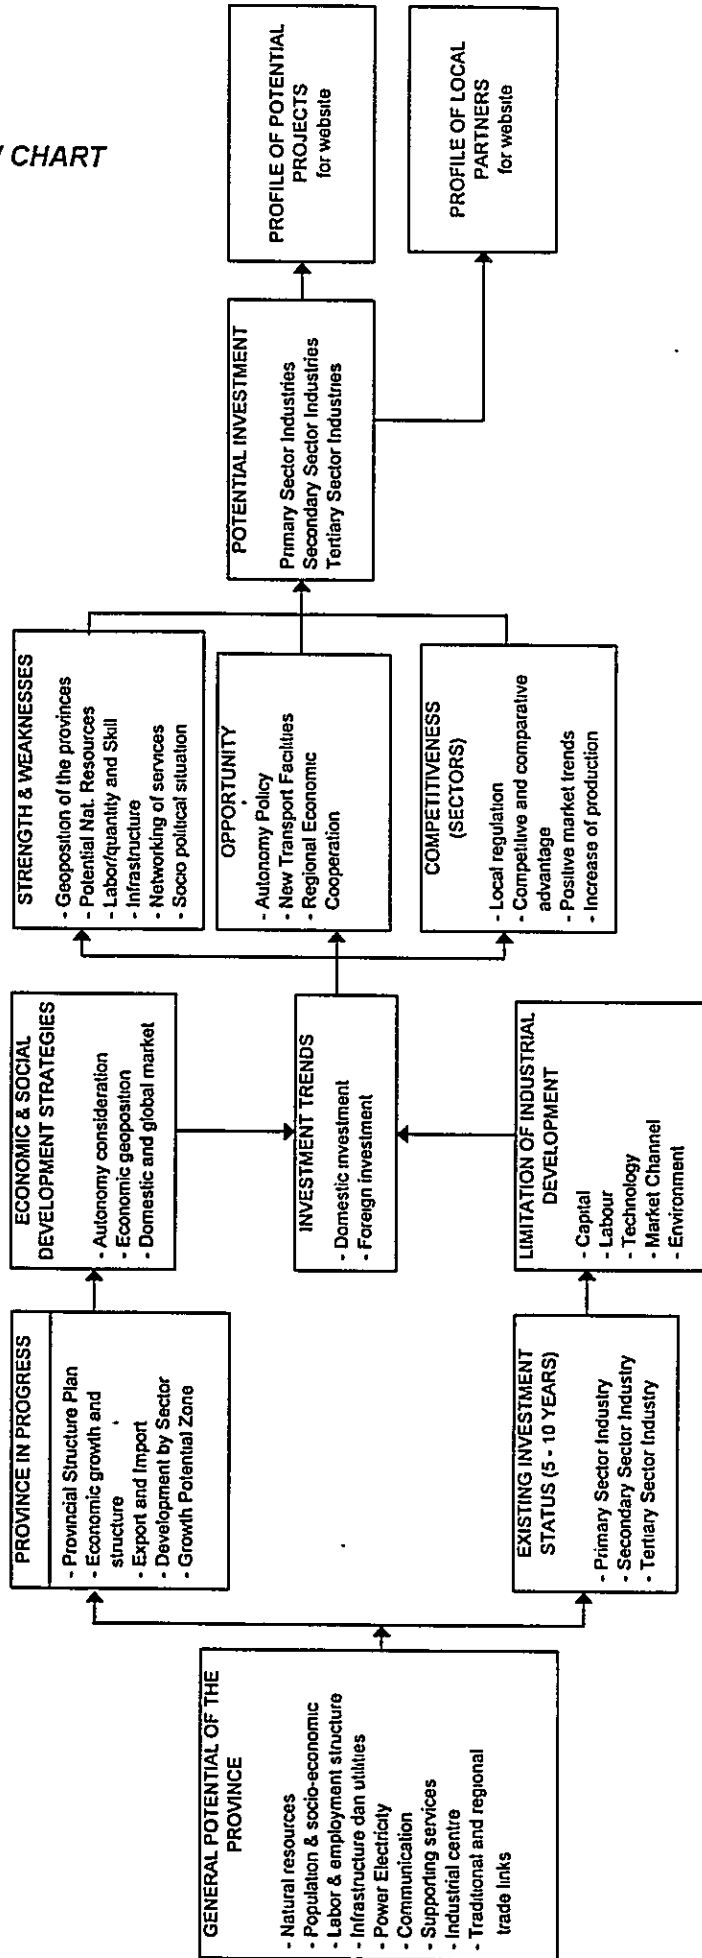 CHART
GENERAL POTENTIAL OF THE
PROVINCE
- Natural resources
- Population & socio-economic
- Labor & employment structure
- Infrastructure dan utilities
- Power Electricity
- Communication
- Supporting services
- Industrial centre
- Traditional and regional
trade links
PROVINCE IN PROGRESS
- Provincial Structure Plan
- Economic growth and
structure
- Export and Import
- Development by Sector
- Growth Potential Zone
EXISTING INVESTMENT
STATUS (5 - 10 YEARS)
- Primary Sector Industry
- Secondary Sector Industry
- Tertiary Sector Industry
ECONOMIC & SOCIAL
DEVELOPMENT STRATEGIES
- Autonomy consideration
- Economic geoposition
- Domestic and global market
INVESTMENT TRENDS
- Domestic investment
- Foreign investment
LIMITATION OF INDUSTRIAL
DEVELOPMENT
- Capital
- Labour
- Technology
- Market Channel
- Environment
STRENGTH & WEAKNESSES
- Geoposition of the provinces
- Potential Nat. Resources
- Labor/quantity and Skill
- Infrastructure
- Networking of services
- Socio political situation
OPPORTUNITY
- Autonomy Policy
- New Transport Facilities
- Regional Economic
Cooperation
COMPETITIVENESS
(SECTORS)
- Local regulation
- Competitive and comparative
advantage
- Positive market trends
- Increase of production
POTENTIAL INVESTMENT
Primary Sector Industries
Secondary Sector Industries
Tertiary Sector Industries
PROFILE OF POTENTIAL
PROJECTS
for website
PROFILE OF LOCAL
PARTNERS
for website